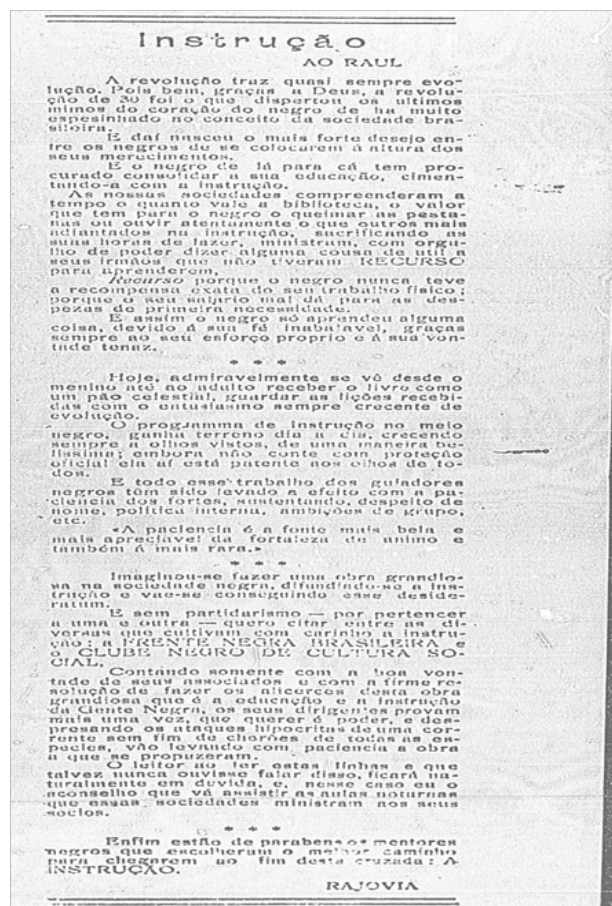 Instrução
AO RAUL
A revolução traz quasi sempre evo-
lução. Pois bem, graças a Deus, a revolu-
ção de 30 foi o que dispertou os ultimos
mimos do coração do negro de ha muito
espesinhado no conceito da sociedade bra-
sileira.
E daí nasceu o mais forte desejo en-
tre os negros de se colocarem á altura dos
seus merecimentos.
E o negro de lá para cá tem pro-
curado consolidar a sua educação, cimen-
tando-a com a instrução.
As nossas sociedades compreenderam a
tempo o quanto vale a biblioteca, o valor
que tem para o negro o queimar as pesta-
nas ou ouvir atentamente o que outros mais
adiantados na instrução, sacrificando as
suas horas de lazer, ministram, com orgu-
lho de poder dizer alguma cousa de util a
seus irmãos que não tiveram RECURSO
para aprenderem,
Recurso porque o negro nunca teve
a recompensa exata do seu trabalho fisico;
porque o seu salario mal dá para as des-
pezas de primeira necessidade.
E assim o negro só aprendeu alguma
coisa, devido á sua fé inabalavel, graças
sempre ao seu esforço proprio e á sua von-
tade tenaz.
* * *
Hoje, admiravelmente se vê desde o
menino até ao adulto receber o livro como
um pão celestial, guardar as lições recebi-
das com o entusiasmo sempre crecente de
evolução.
O programma de instrução no meio
negro, ganha terreno dia a dia, crecendo
sempre a olhos vistos, de uma maneira be-
lissima; embora não conte com proteção
oficial ela aí está patente aos olhos de to-
dos.
E todo esse trabalho dos guiadores
negros têm sido levado a efeito com a pa-
ciencia dos fortes, sustentando, despeito de
nome, politica interna, ambições de grupo,
etc.
«A paciencia é a fonte mais bela e
mais apreciavel da fortaleza de animo e
também á mais rara.»
* * *
Imaginou-se fazer uma obra grandio-
sa na sociedade negra, difundindo-se a ins-
trução e vae-se conseguindo esse deside-
ratum.
E sem partidarismo — por pertencer
a uma e outra — quero citar entre as di-
versas que cultivam com carinho a instru-
ção: a FRENTE NEGRA BRASILEIRA e
o CLUBE NEGRO DE CULTURA SO-
CIAL.
Contando somente com a boa von-
tade de seus associados e com a firme re-
solução de fazer os alicerces desta obra
grandiosa que é a educação e a instrução
da Gente Negra, os seus dirigentes provam
mais uma vez, que querer é poder, e des-
presando os ataques hipocritas de uma cor-
rente sem fim de chorões de todas as es-
pecies, vão levando com paciencia a obra
a que se propuzeram.
O leitor ao ler estas linhas e que
talvez nunca ouvisse falar disso, ficará na-
turalmente em duvida, e, nesse caso eu o
aconselho que vá assistir as aulas noturnas
que essas sociedades ministram aos seus
socios.
* * *
Enfim estão de parabens os mentores
negros que escolheram o melhor caminho
para chegarem ao fim desta cruzada: A
INSTRUÇÃO.
RAJOVIA